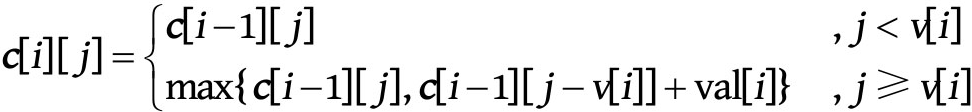 c[i-1][j] , j < v[i]
c[i][j] =
max{c[i-1][j], c[i-1][j-v[i]]+val[i]} , j ⩾ v[i]